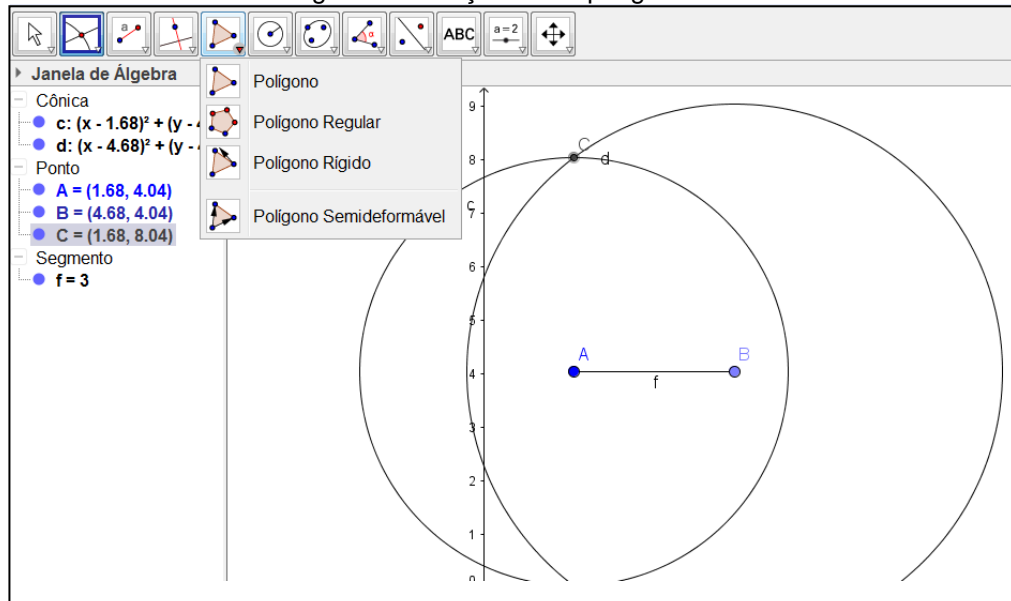 a
α
ABC
a = 2
Janela de Álgebra
Cônica
c: (x - 1.68)² + (y -
d: (x - 4.68)² + (y -
Ponto
A = (1.68, 4.04)
B = (4.68, 4.04)
C = (1.68, 8.04)
Segmento
f = 3
Polígono
Polígono Regular
Polígono Rígido
Polígono Semideformável
9
8
7
6
5
4
3
2
1
0
C
d
c
A
B
f